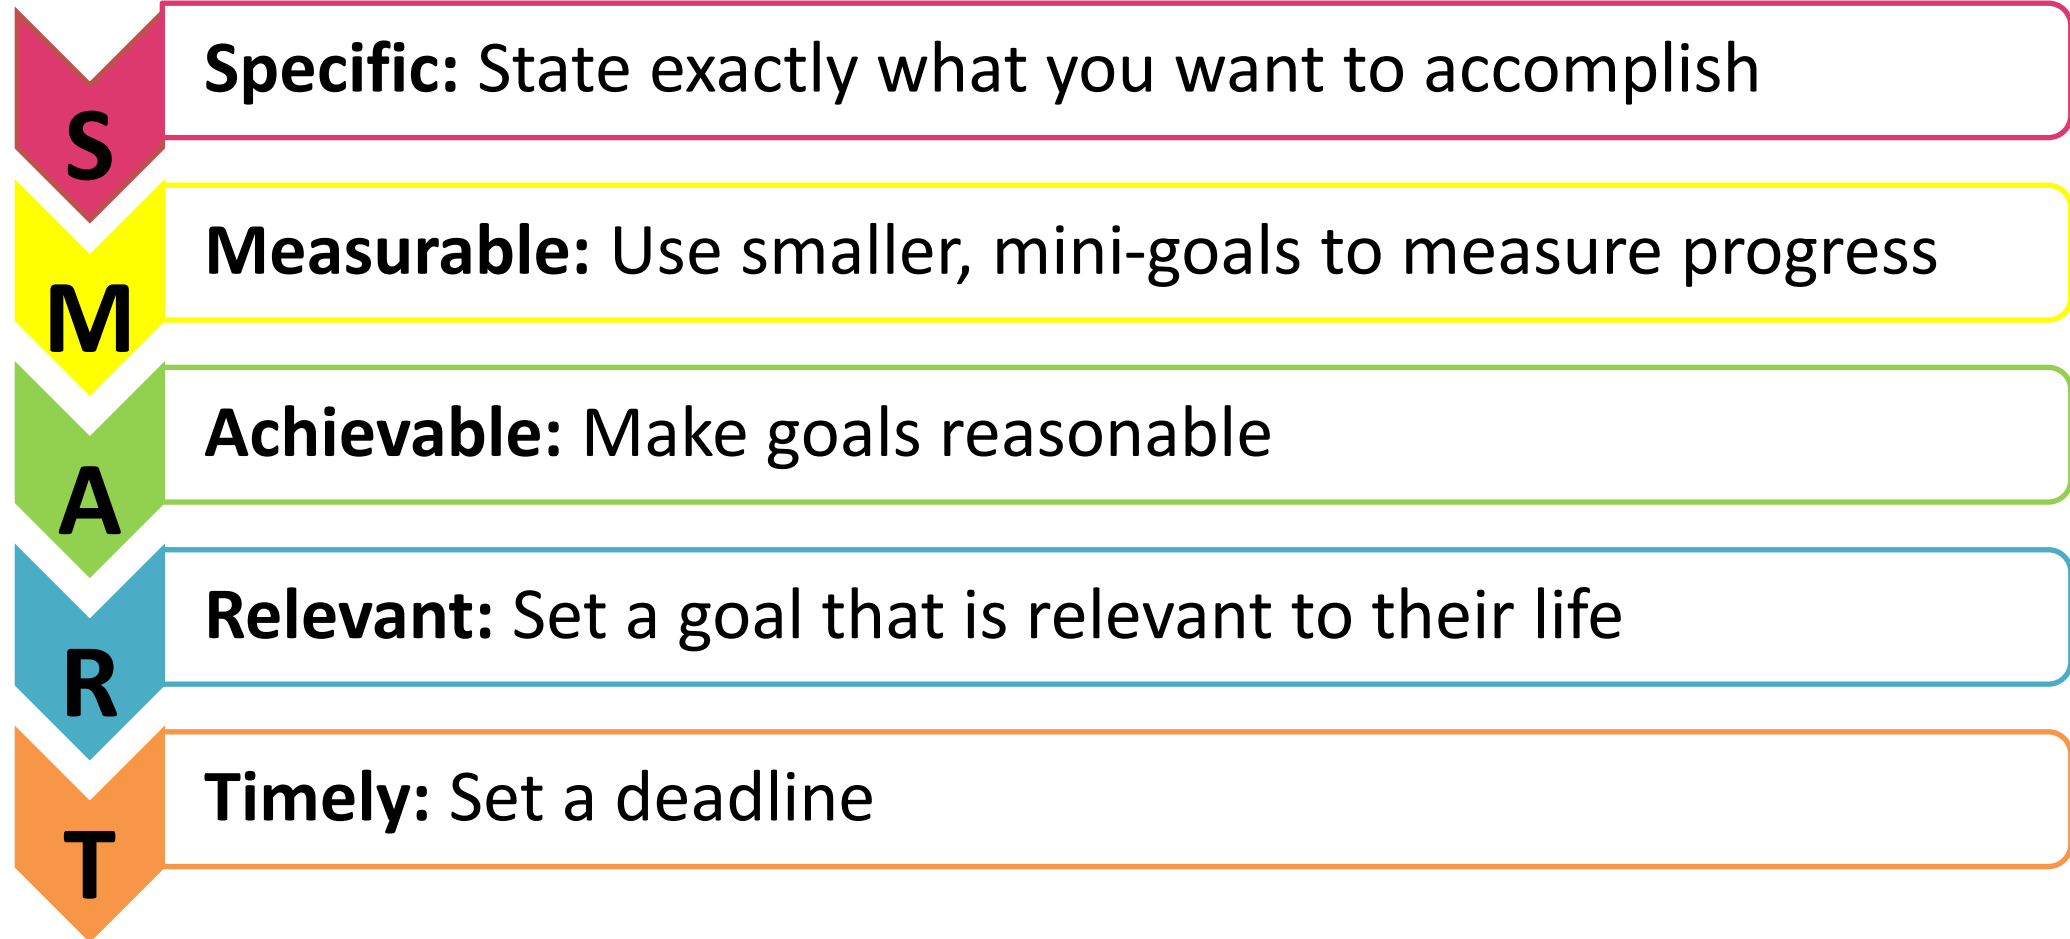 S
Specific: State exactly what you want to accomplish
M
Measurable: Use smaller, mini-goals to measure progress
A
Achievable: Make goals reasonable
R
Relevant: Set a goal that is relevant to their life
T
Timely: Set a deadline